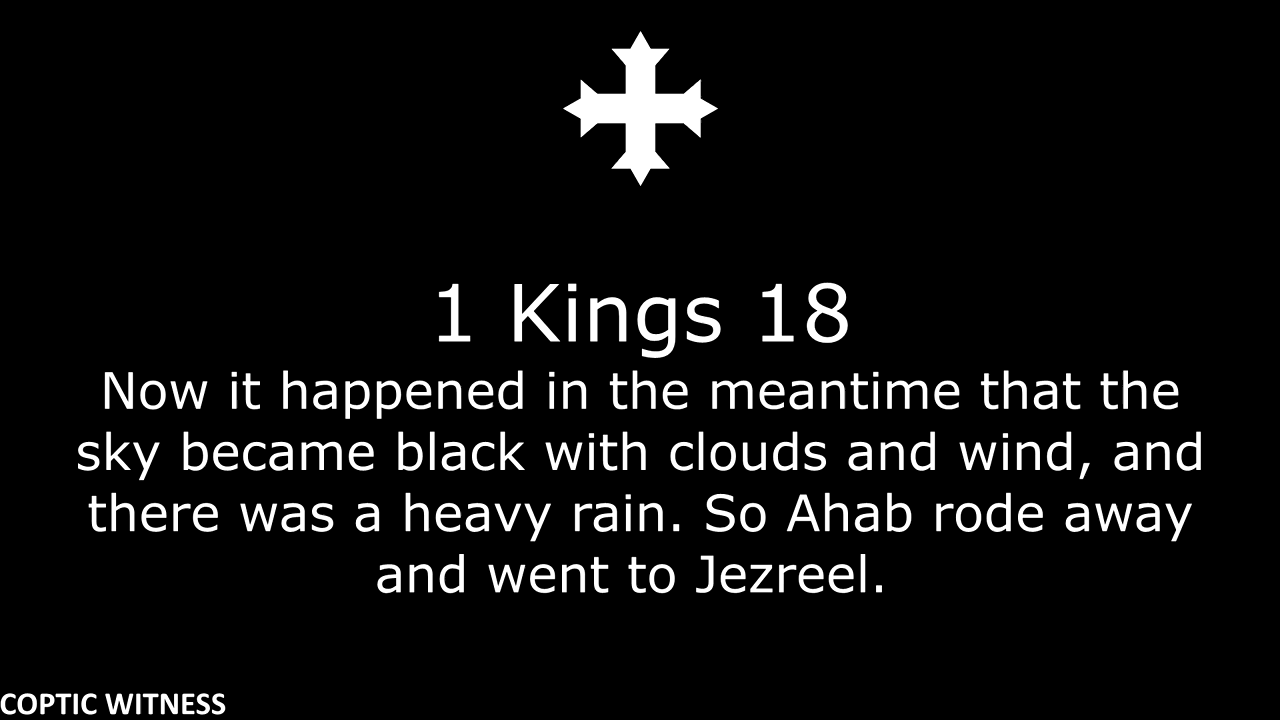 1 Kings 18
Now it happened in the meantime that the
sky became black with clouds and wind, and
there was a heavy rain. So Ahab rode away
and went to Jezreel.
COPTIC WITNESS